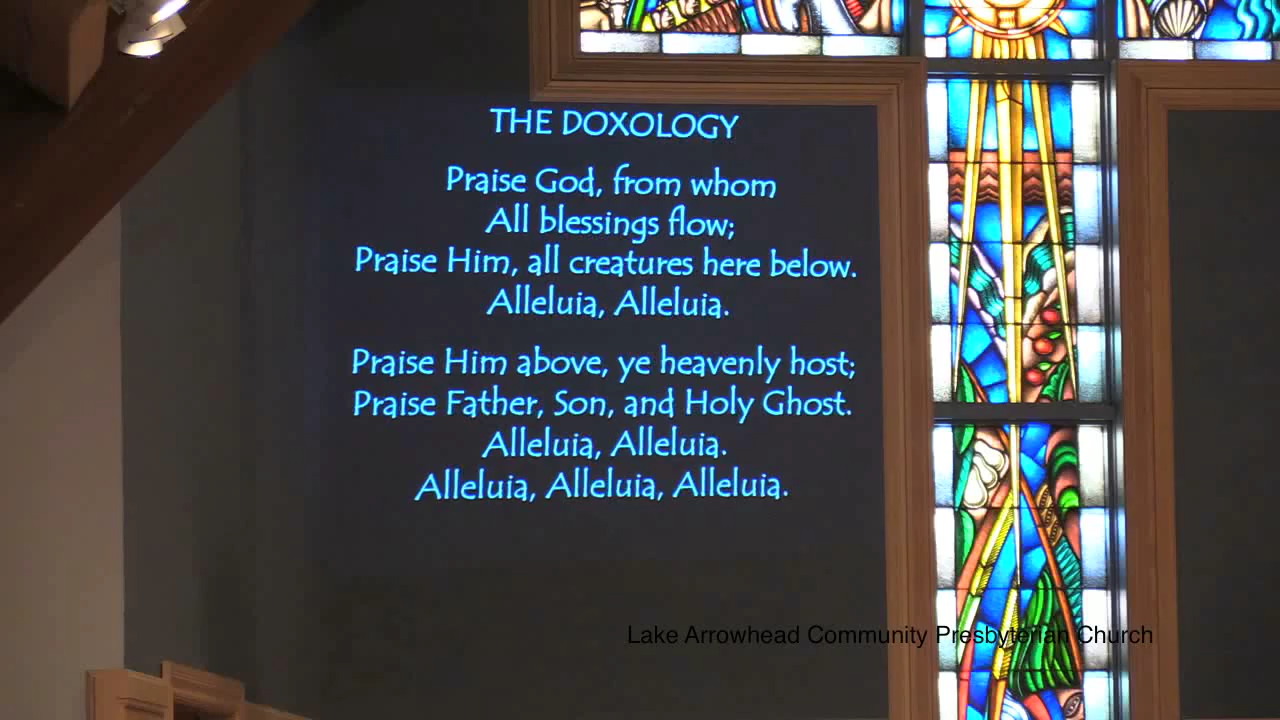 THE DOXOLOGY
Praise God, from whom
All blessings flow;
Praise Him, all creatures here below.
Alleluia, Alleluia.
Praise Him above, ye heavenly host;
Praise Father, Son, and Holy Ghost.
Alleluia, Alleluia.
Alleluia, Alleluia, Alleluia.
Lake Arrowhead Community Presbyterian Church